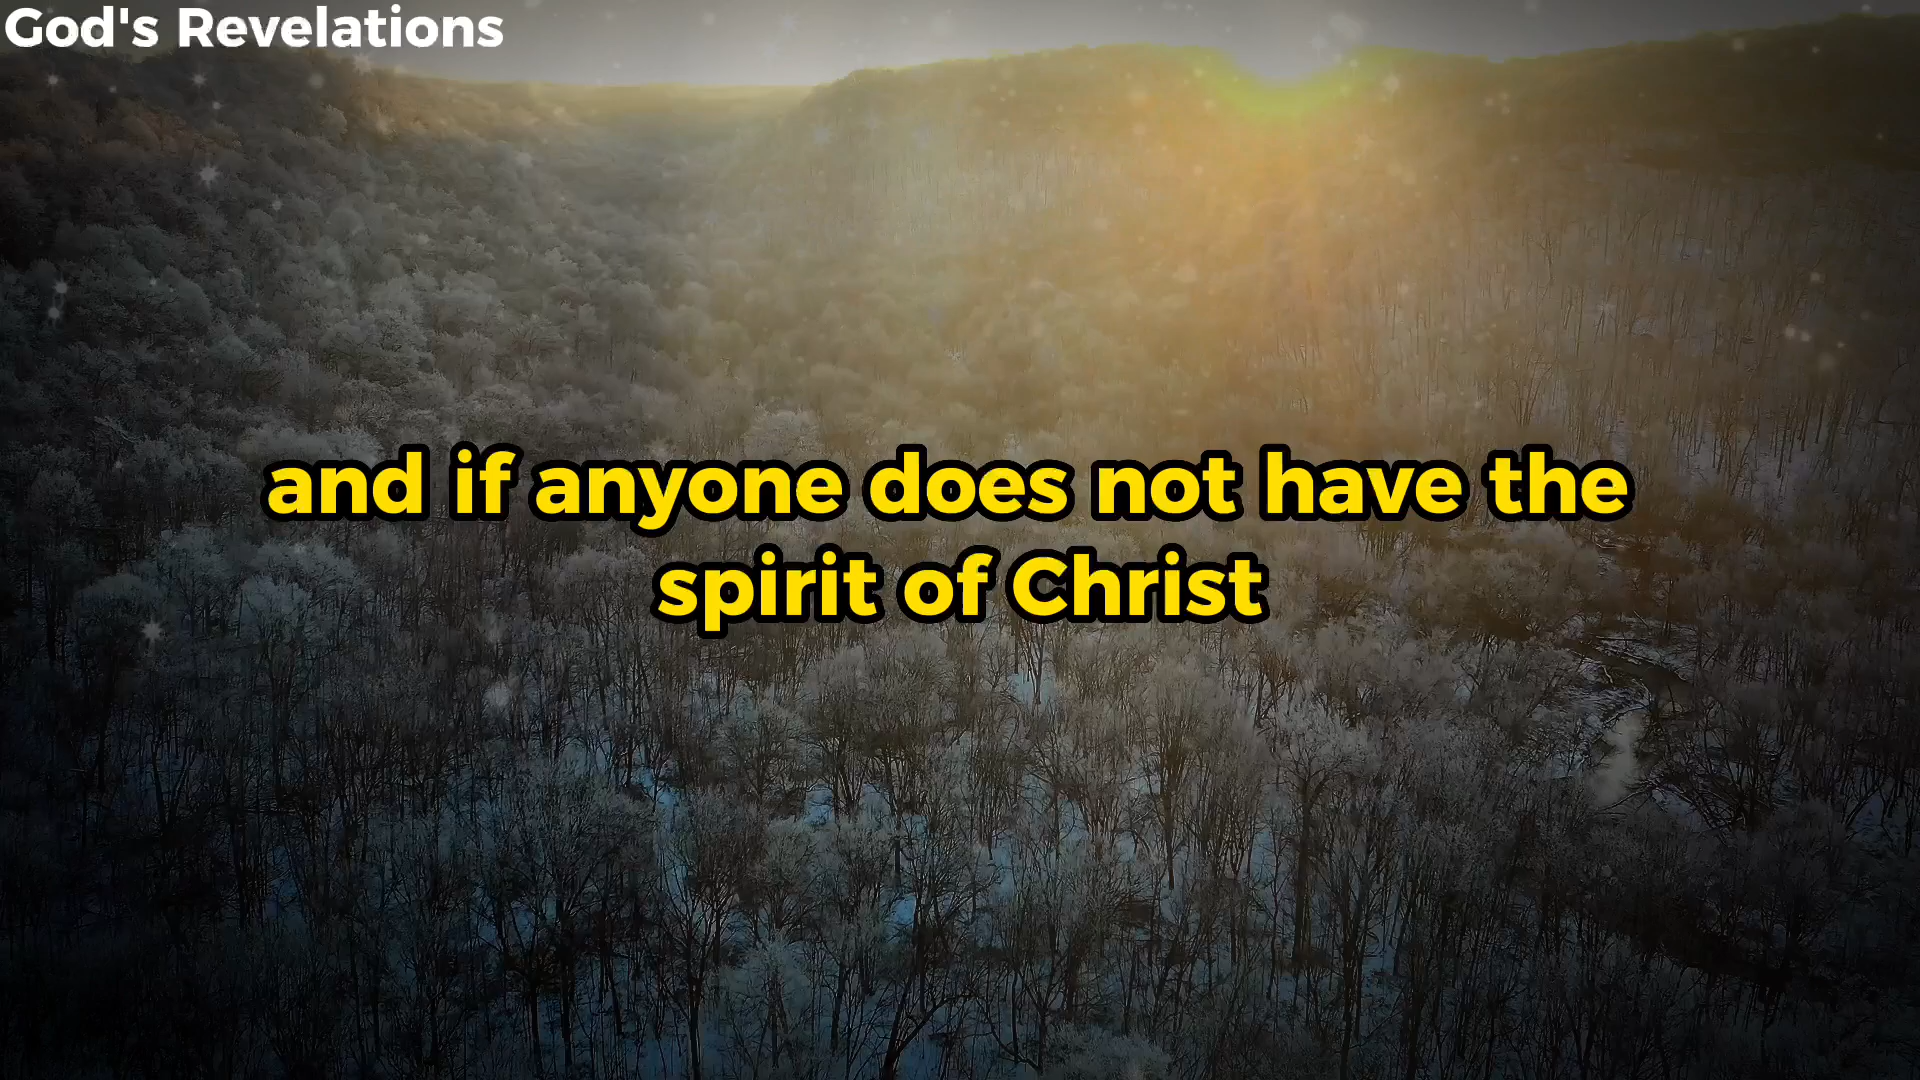 God's Revelations
and if anyone does not have the
spirit of Christ